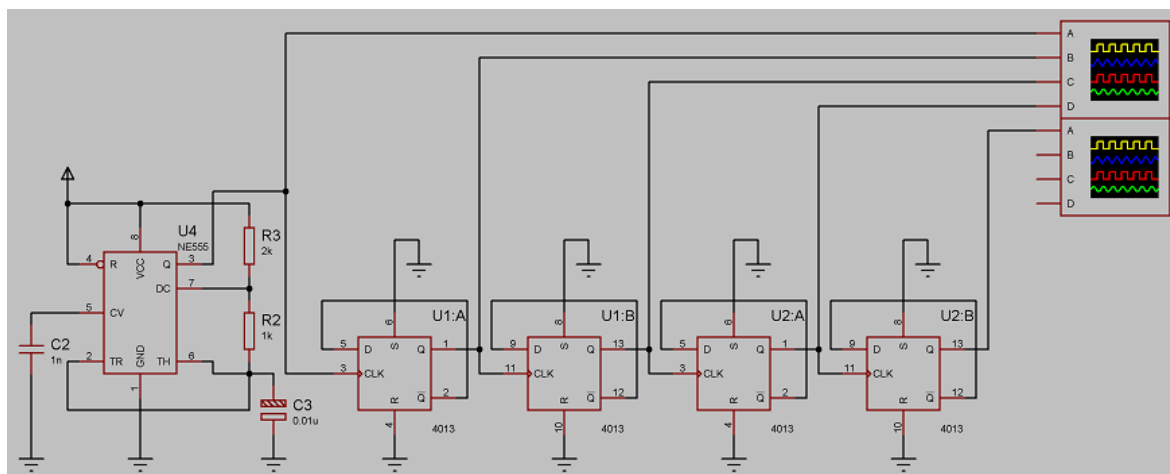 A
B
C
D
A
B
C
D
U4
NE555
8
VCC
4
R
Q
3
R3
2k
DC
7
5
CV
R2
1k
C2
1n
2
TR
GND
TH
6
1
C3
0.01u
U1:A
6
5
D
S
Q
1
3
CLK
R
Q
2
4
4013
U1:B
8
9
D
S
Q
13
11
CLK
R
Q
12
10
4013
U2:A
6
5
D
S
Q
1
3
CLK
R
Q
2
4
4013
U2:B
8
9
D
S
Q
13
11
CLK
R
Q
12
10
4013